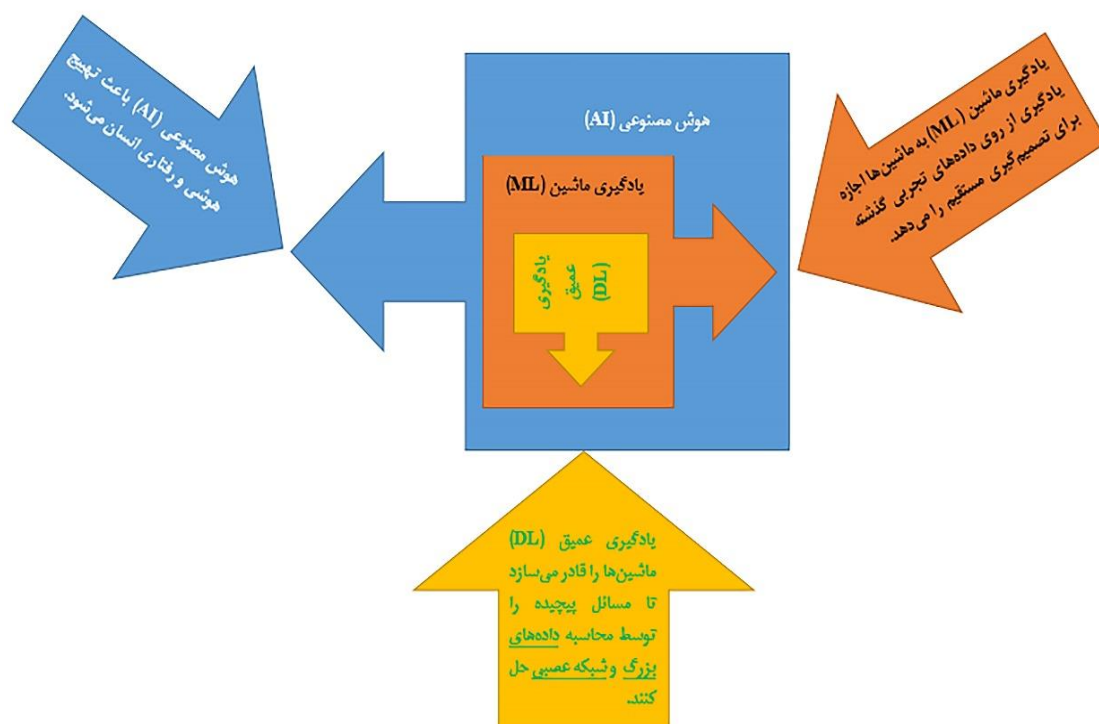 هوش مصنوعی (AI) باعث تهییج
هوشی و رفتاری انسان می‌شود.
هوش مصنوعی (AI)
یادگیری ماشین (ML)
یادگیری
عمیق
(DL)
یادگیری ماشین (ML) به ماشین‌ها اجازه
یادگیری از روی داده‌های تجربی گذشته
برای تصمیم‌گیری مستقیم را می‌دهد.
یادگیری عمیق (DL)
ماشین‌ها را قادر می‌سازد
تا مسائل پیچیده را
توسط محاسبه داده‌های
بزرگ وشبکه عصبی حل
کنند.